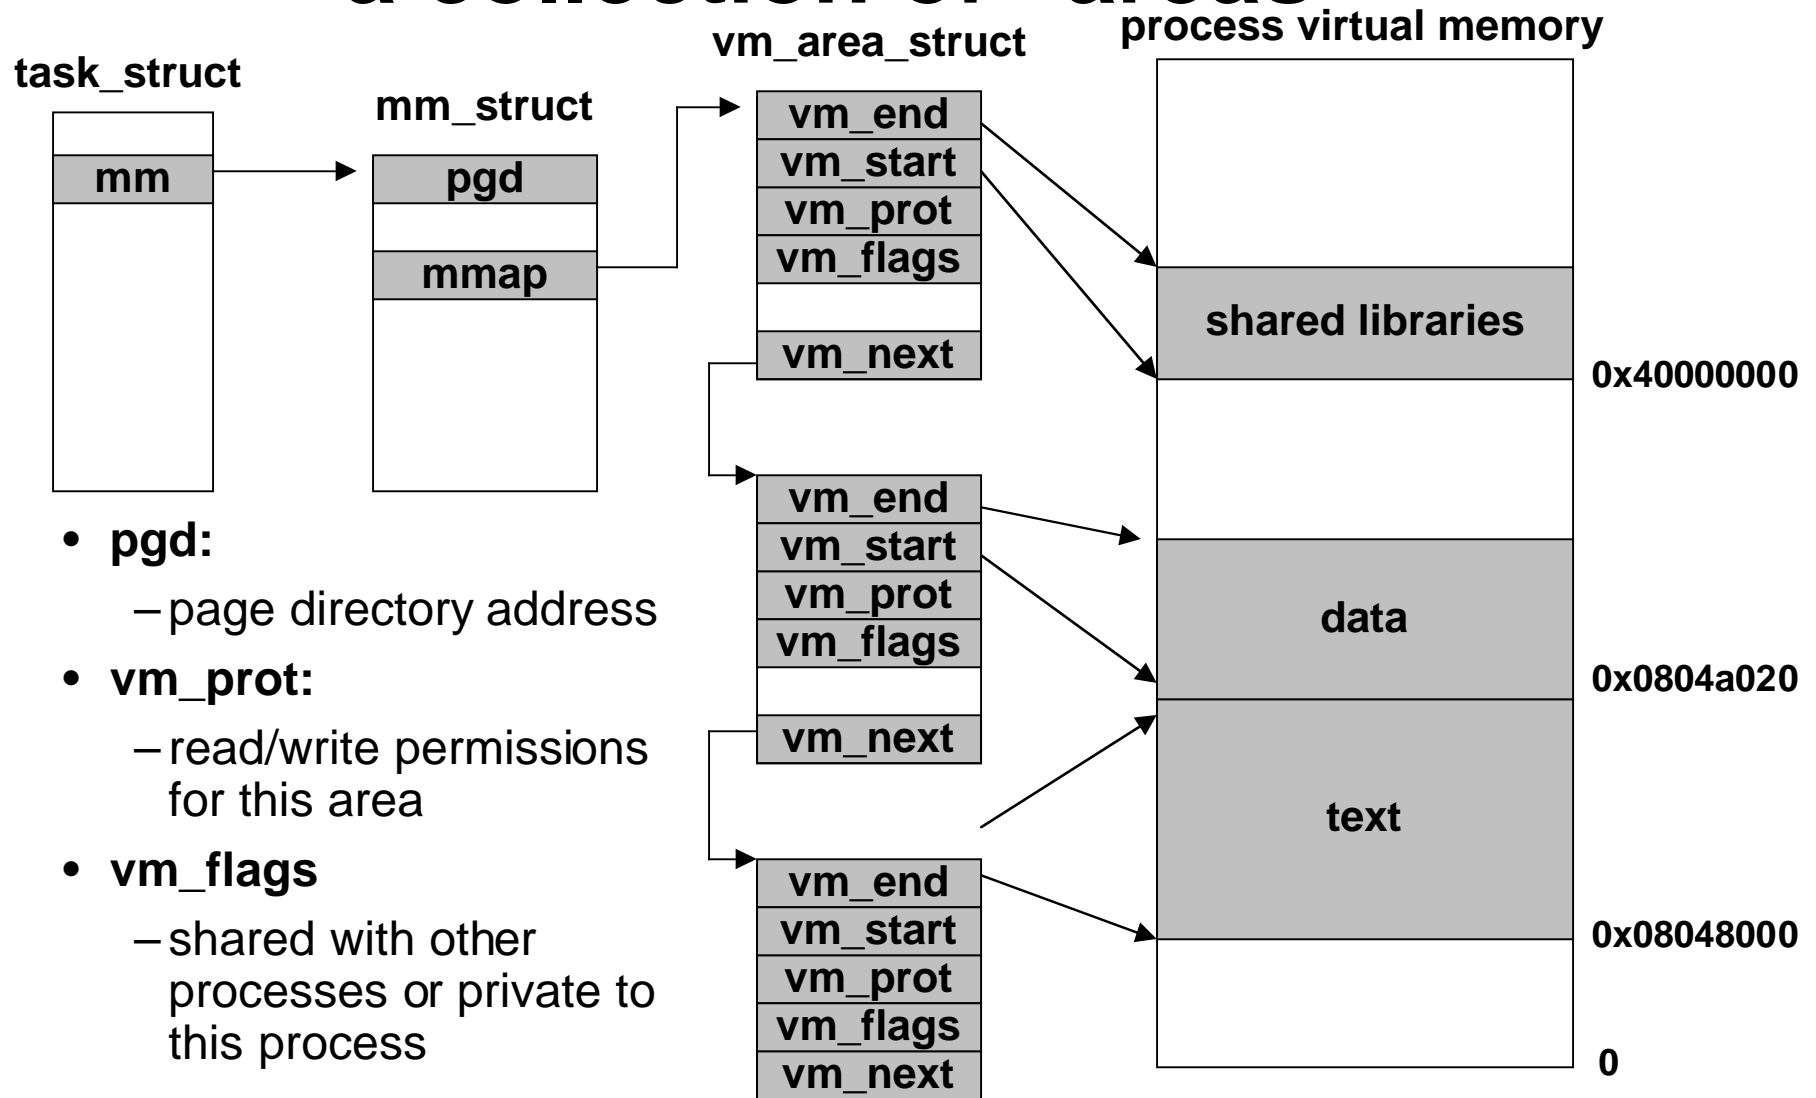 process virtual memory
vm_area_struct
task_struct
mm_struct
mm
pgd
mmap
vm_end
vm_start
vm_prot
vm_flags
vm_next
vm_end
vm_start
vm_prot
vm_flags
vm_next
vm_end
vm_start
vm_prot
vm_flags
vm_next
shared libraries
0x40000000
data
0x0804a020
text
0x08048000
0
• pgd:
– page directory address
• vm_prot:
– read/write permissions
for this area
• vm_flags
– shared with other
processes or private to
this process